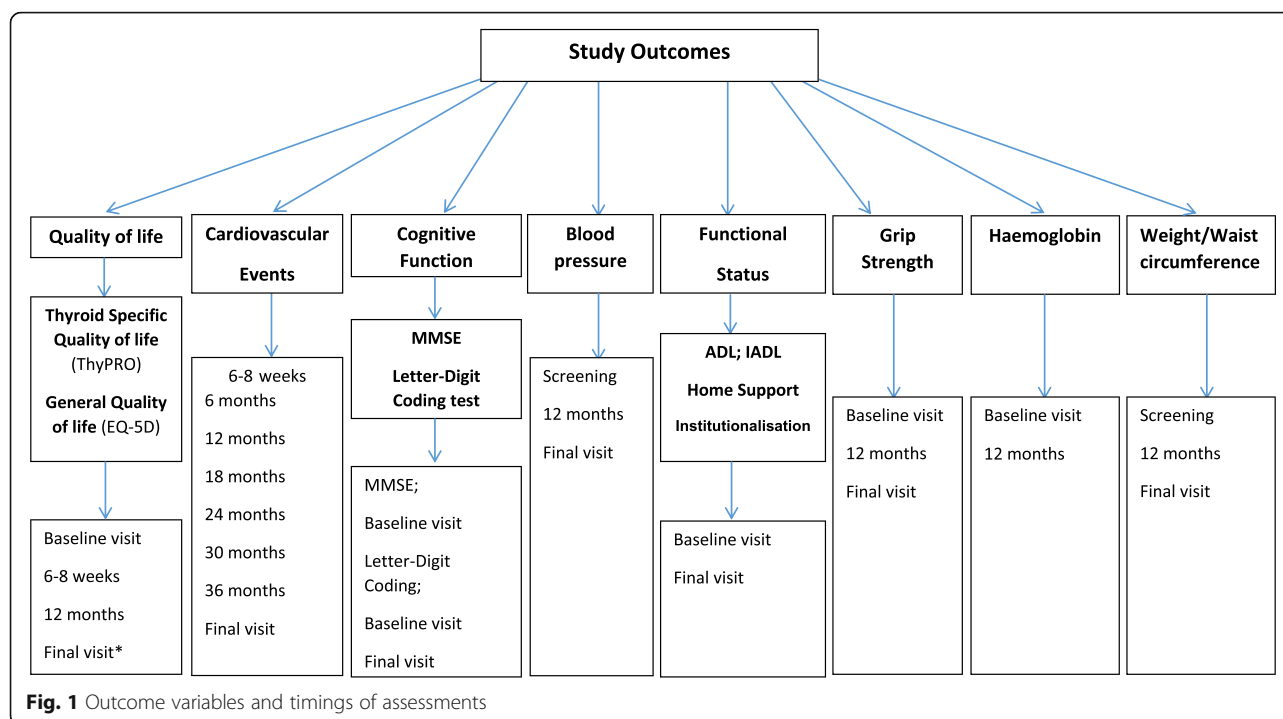 Study Outcomes
Quality of life
Thyroid Specific
Quality of life
(ThyPRO)
General Quality
of life (EQ-5D)
Baseline visit
6-8 weeks
12 months
Final visit*
Cardiovascular
Events
6-8 weeks
6 months
12 months
18 months
24 months
30 months
36 months
Final visit
Cognitive
Function
MMSE
Letter-Digit
Coding test
MMSE;
Baseline visit
Letter-Digit
Coding;
Baseline visit
Final visit
Blood
pressure
Screening
12 months
Final visit
Functional
Status
ADL; IADL
Home Support
Institutionalisation
Baseline visit
Final visit
Grip
Strength
Baseline visit
12 months
Final visit
Haemoglobin
Baseline visit
12 months
Weight/Waist
circumference
Screening
12 months
Final visit
Fig. 1 Outcome variables and timings of assessments